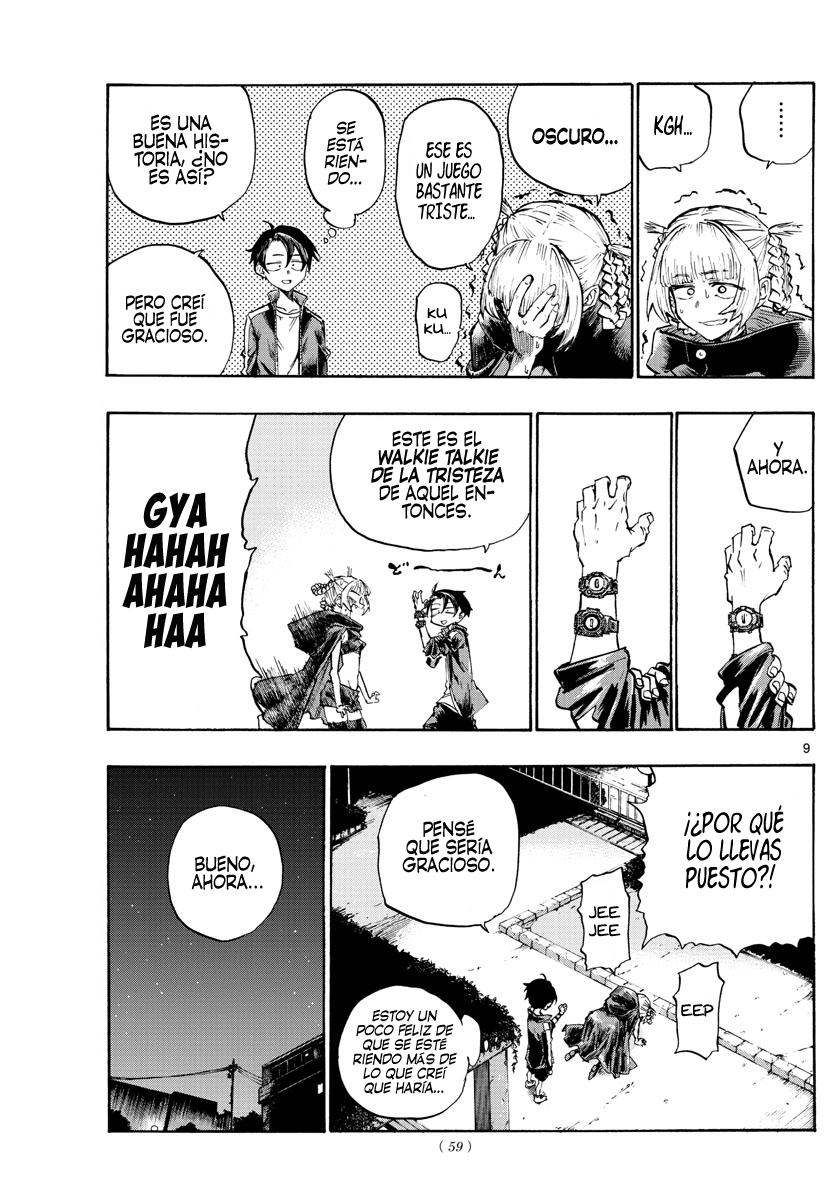 ......
KGH...
OSCURO...
ESE ES
UN JUEGO
BASTANTE
TRISTE...
KU
KU...
SE
ESTÁ
RIEN-
DO...
ES UNA
BUENA HIS-
TORIA, ¿NO
ES ASÍ?
PERO CREÍ
QUE FUE
GRACIOSO.
Y
AHORA.
ESTE ES EL
WALKIE TALKIE
DE LA TRISTEZA
DE AQUEL EN-
TONCES.
どーーん
GYA
HAHAH
AHAHA
HAA
9
¡¿POR QUÉ
LO LLEVAS
PUESTO?!
PENSÉ
QUE SERÍA
GRACIOSO.
JEE
JEE
EEP
ESTOY UN
POCO FELIZ DE
QUE SE ESTÉ
RIENDO MÁS DE
LO QUE CREÍ
QUE HARÍA...
BUENO,
AHORA...
( 59 )